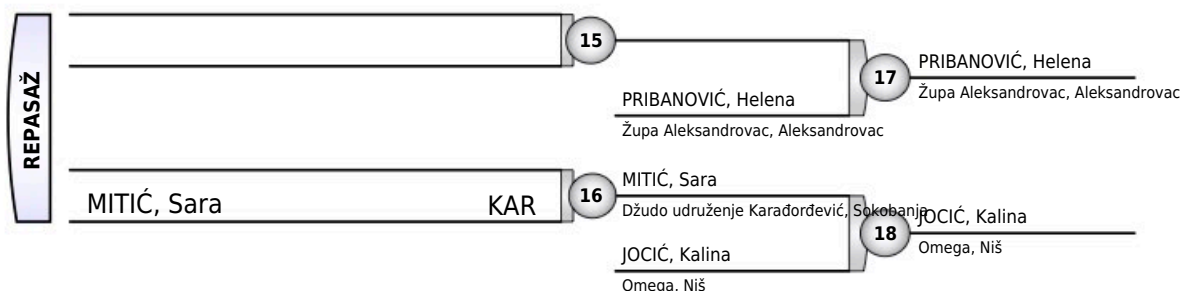 REPASAŽ
15
PRIBANOVIĆ, Helena
Župa Aleksandrovac, Aleksandrovac
17
PRIBANOVIĆ, Helena
Župa Aleksandrovac, Aleksandrovac
MITIĆ, Sara KAR
16
MITIĆ, Sara
Džudo udruženje Karađorđević, Sokobanja
JOCIĆ, Kalina
Omega, Niš
18
JOCIĆ, Kalina
Omega, Niš